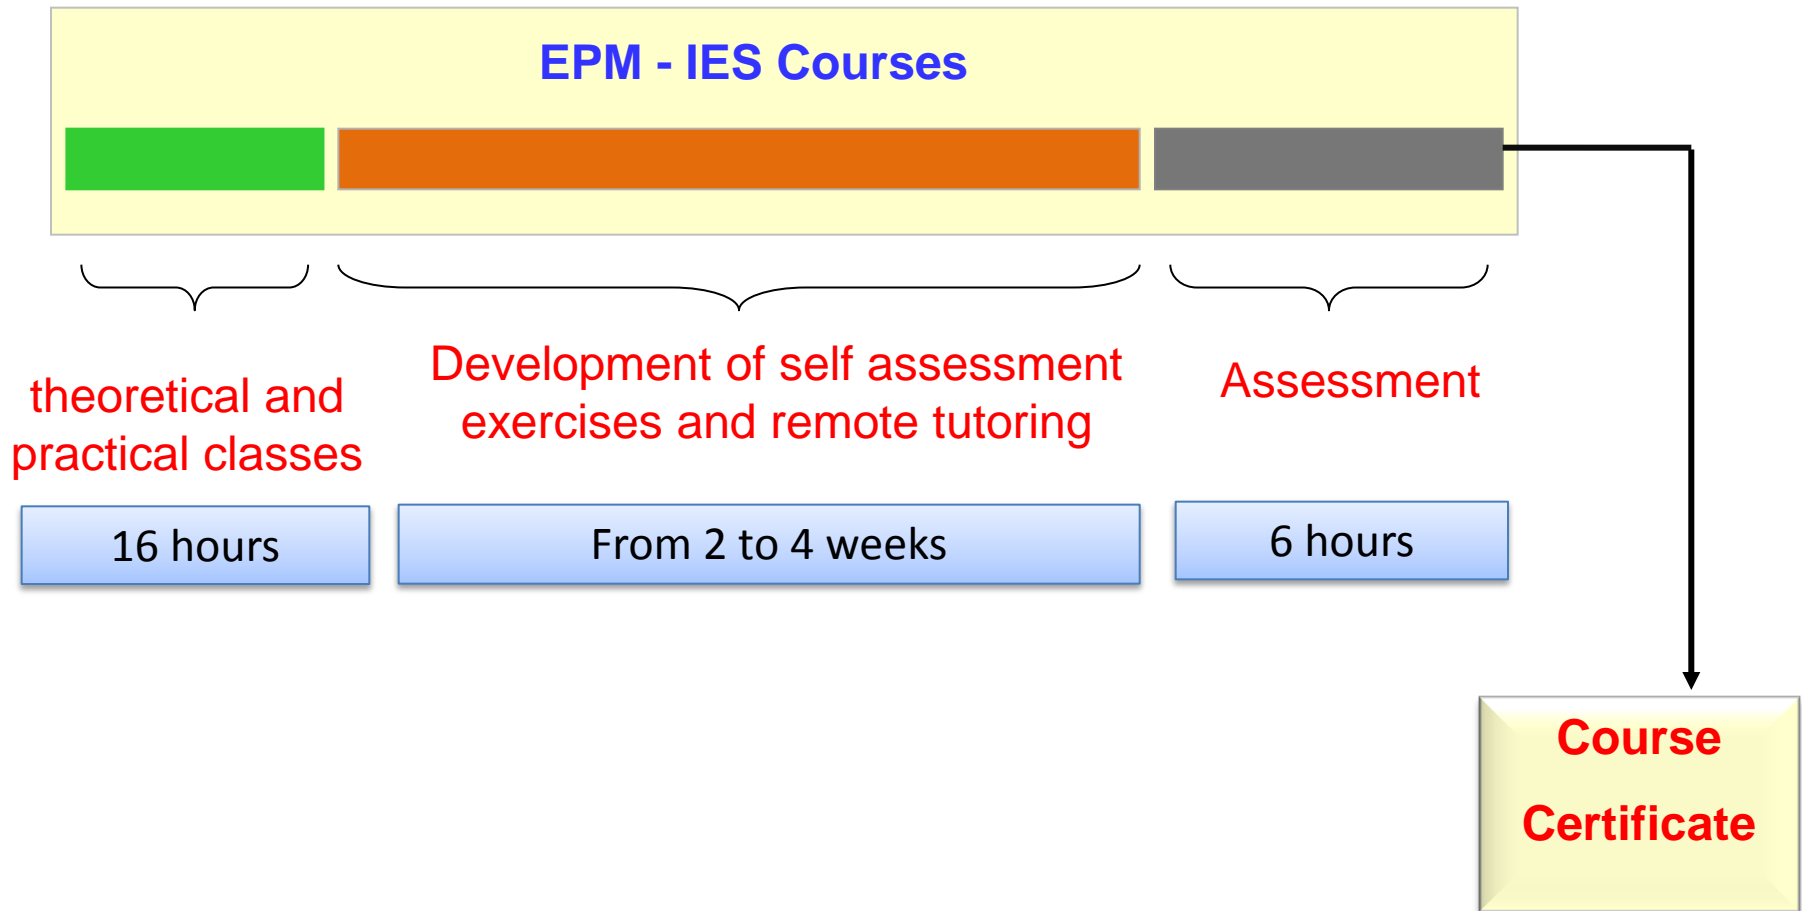 EPM - IES Courses
theoretical and
practical classes
Development of self assessment
exercises and remote tutoring
Assessment
16 hours
From 2 to 4 weeks
6 hours
Course
Certificate